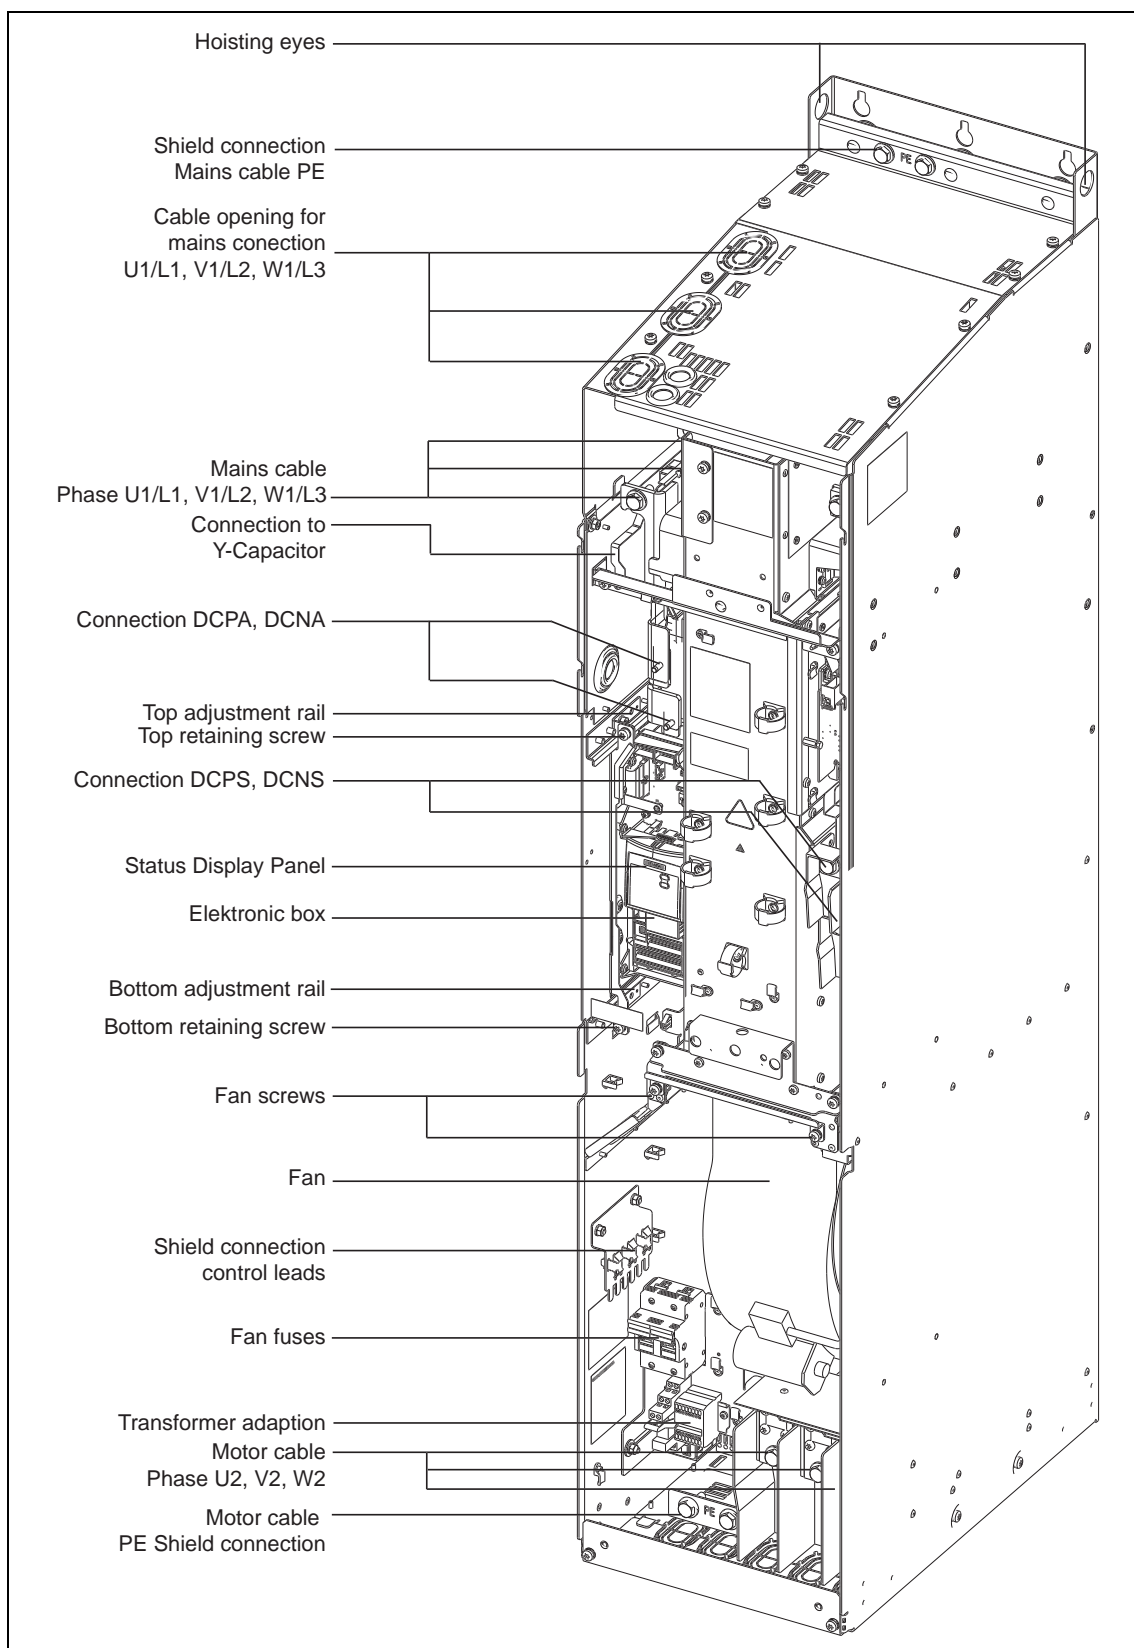 Hoisting eyes
Shield connection
Mains cable PE
PE
Cable opening for
mains conection
U1/L1, V1/L2, W1/L3
Mains cable
Phase U1/L1, V1/L2, W1/L3
Connection to
Y-Capacitor
Connection DCPA, DCNA
Top adjustment rail
Top retaining screw
Connection DCPS, DCNS
Status Display Panel
Elektronic box
Bottom adjustment rail
Bottom retaining screw
Fan screws
Fan
Shield connection
control leads
Fan fuses
Transformer adaption
Motor cable
Phase U2, V2, W2
Motor cable
PE Shield connection
PE